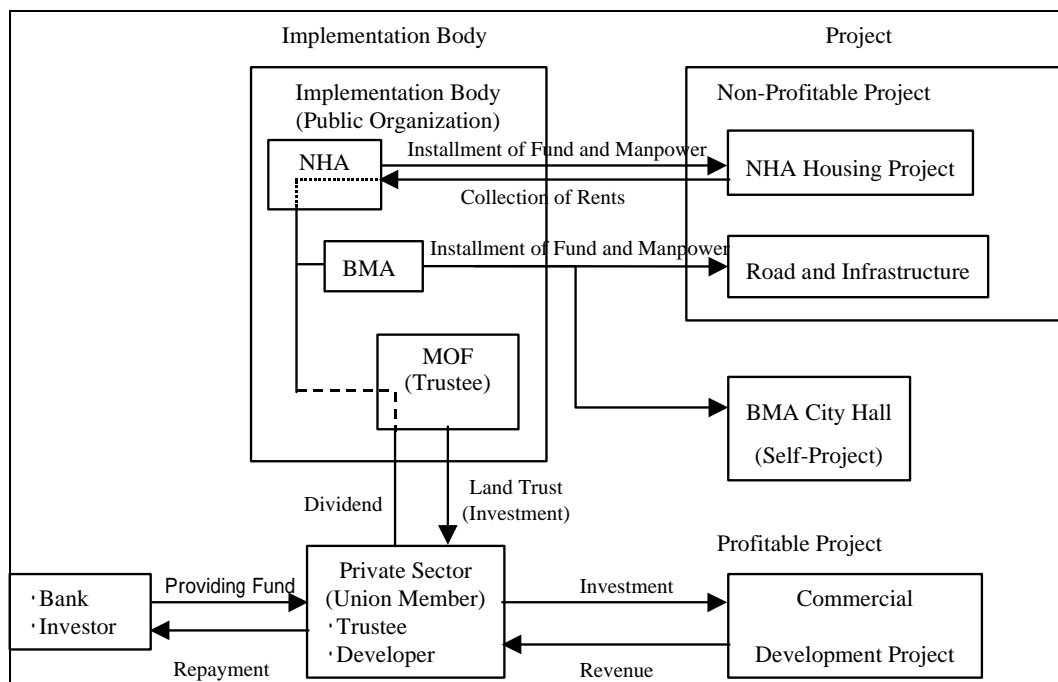 Implementation Body
Project
Implementation Body
(Public Organization)
Non-Profitable Project
NHA
Installment of Fund and Manpower
NHA Housing Project
Collection of Rents
BMA
Installment of Fund and Manpower
Road and Infrastructure
MOF
(Trustee)
BMA City Hall
(Self-Project)
Dividend
Land Trust
(Investment)
Profitable Project
・Bank
・Investor
Providing Fund
Repayment
Private Sector
(Union Member)
・Trustee
・Developer
Investment
Revenue
Commercial
Development Project